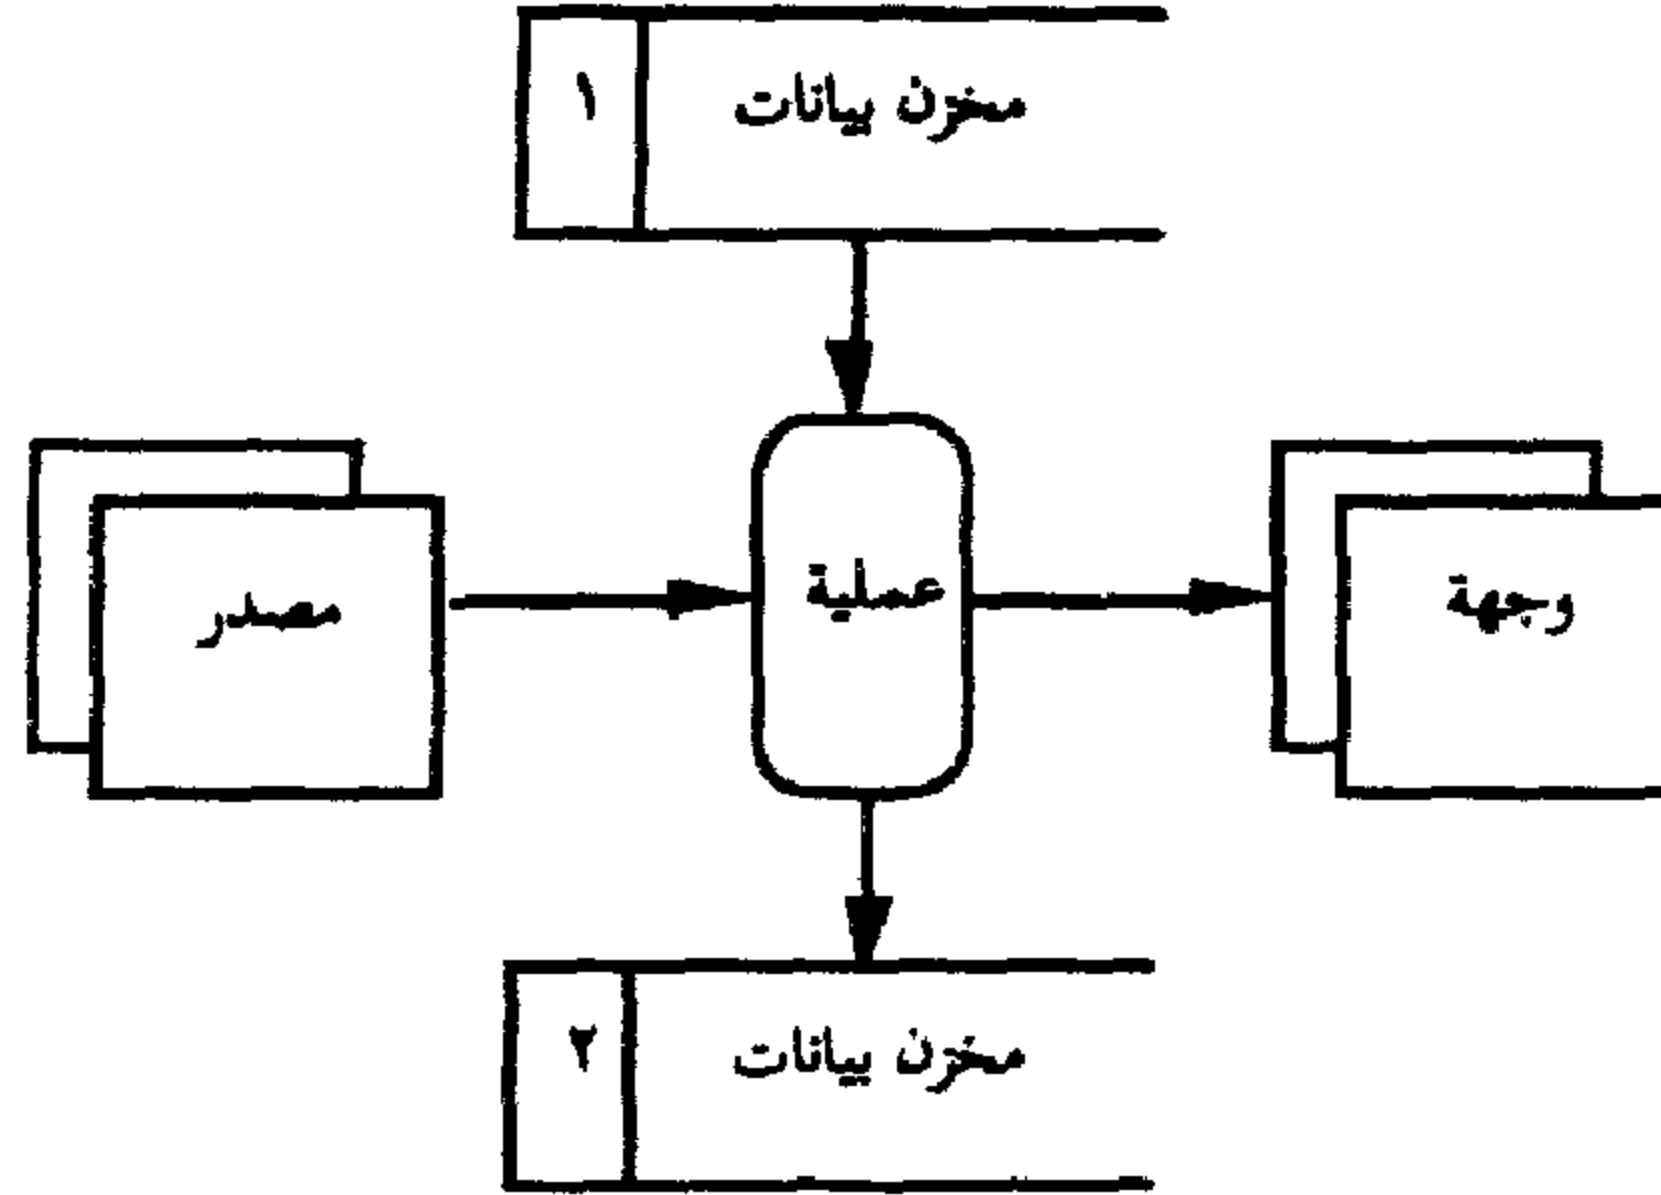 ١ مخزن بيانات
مصدر
عملية
وجهة
٢ مخزن بيانات